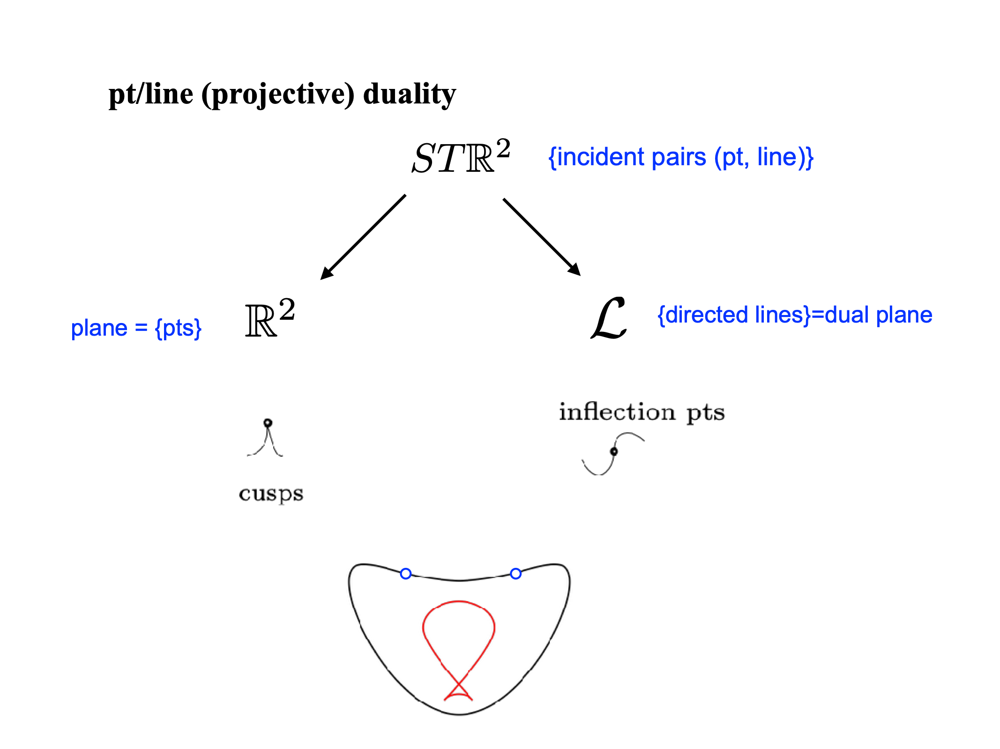 pt/line (projective) duality
STℝ² {incident pairs (pt, line)}
plane = {pts} ℝ² ℒ {directed lines}=dual plane
inflection pts
cusps